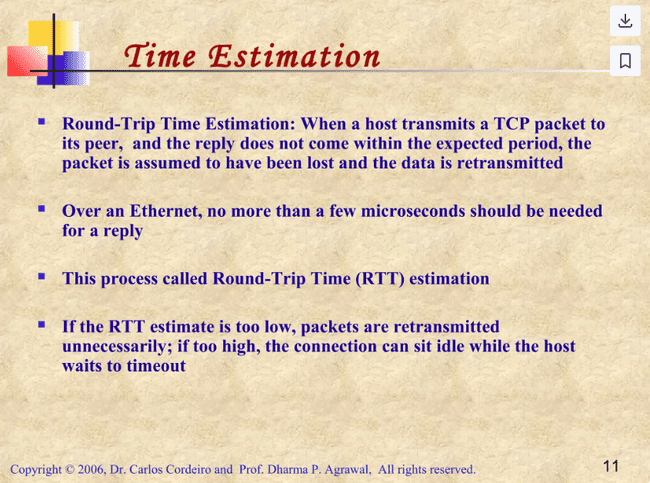 Time Estimation
Round-Trip Time Estimation: When a host transmits a TCP packet to
its peer, and the reply does not come within the expected period, the
packet is assumed to have been lost and the data is retransmitted
Over an Ethernet, no more than a few microseconds should be needed
for a reply
This process called Round-Trip Time (RTT) estimation
If the RTT estimate is too low, packets are retransmitted
unnecessarily; if too high, the connection can sit idle while the host
waits to timeout
Copyright © 2006, Dr. Carlos Cordeiro and Prof. Dharma P. Agrawal, All rights reserved.
11